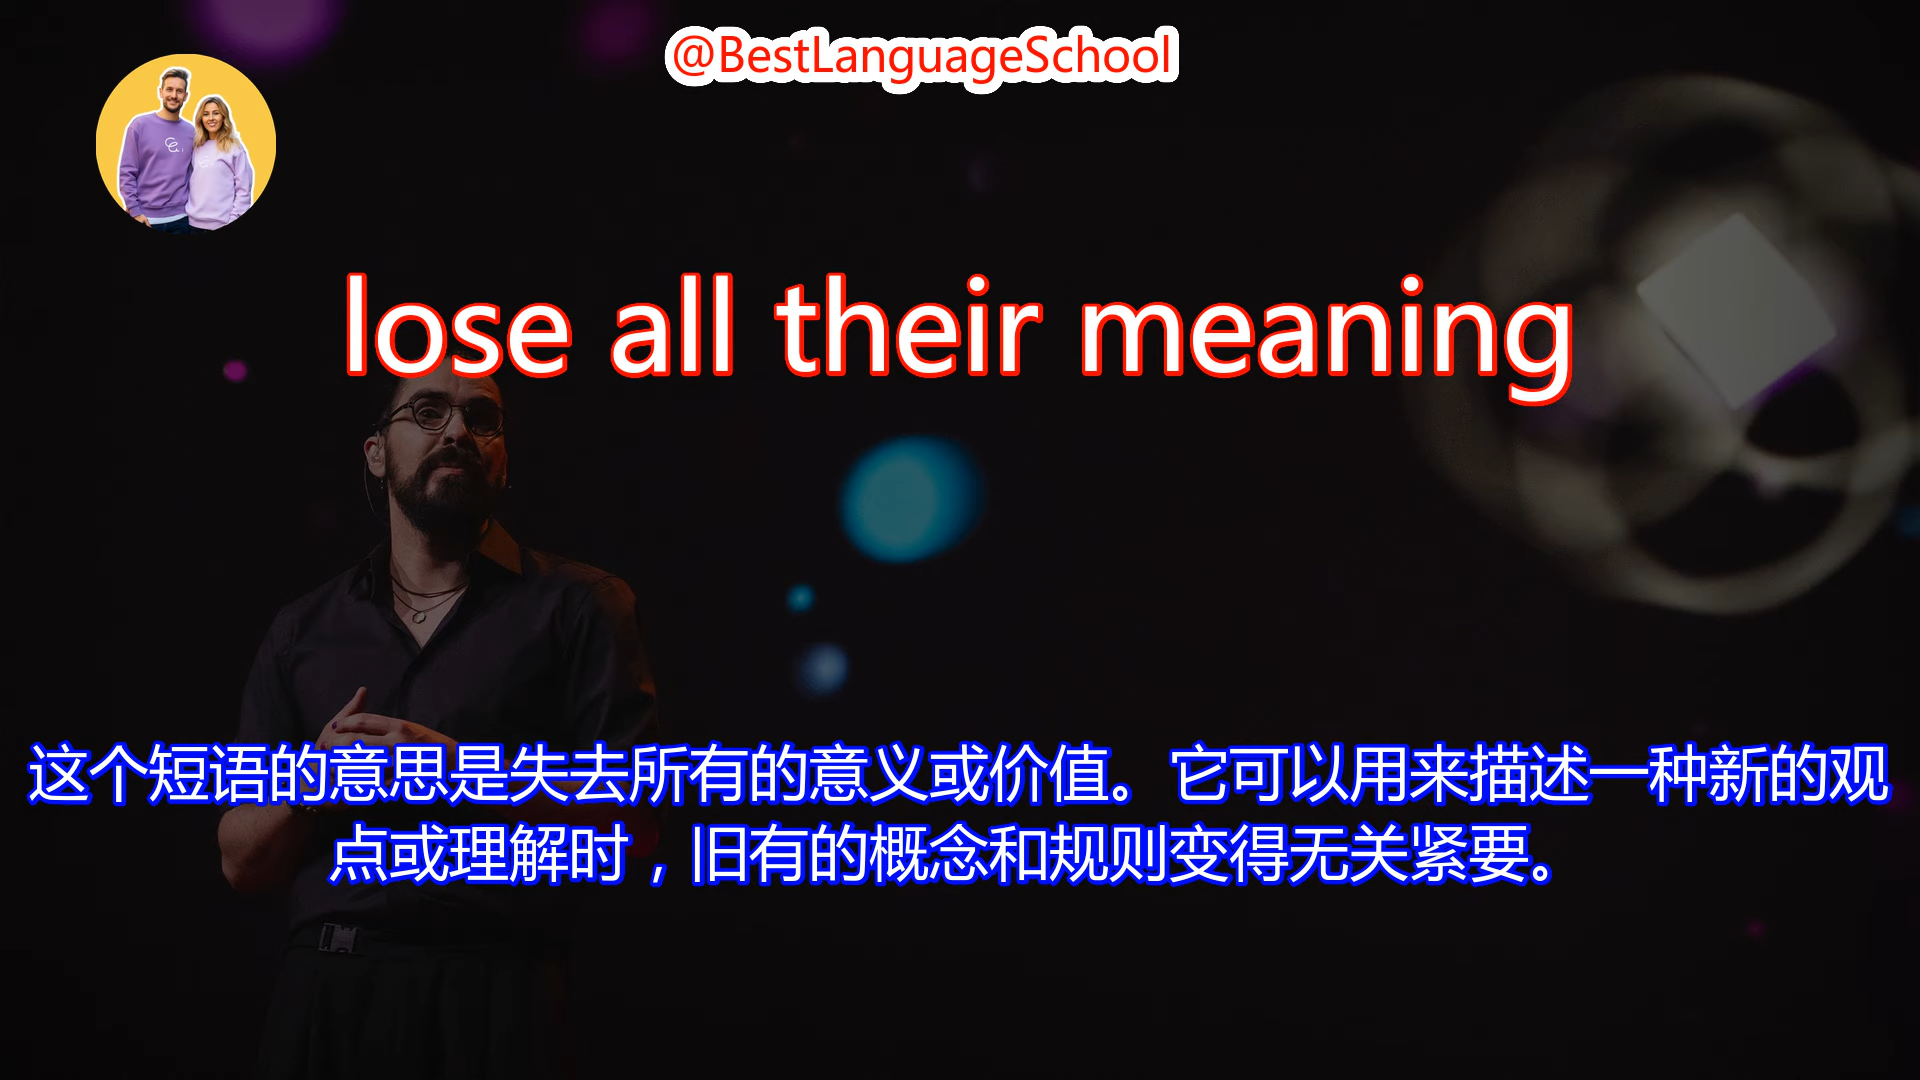 @BestLanguageSchool
lose all their meaning
这个短语的意思是失去所有的意义或价值。它可以用来描述一种新的观
点或理解时，旧有的概念和规则变得无关紧要。